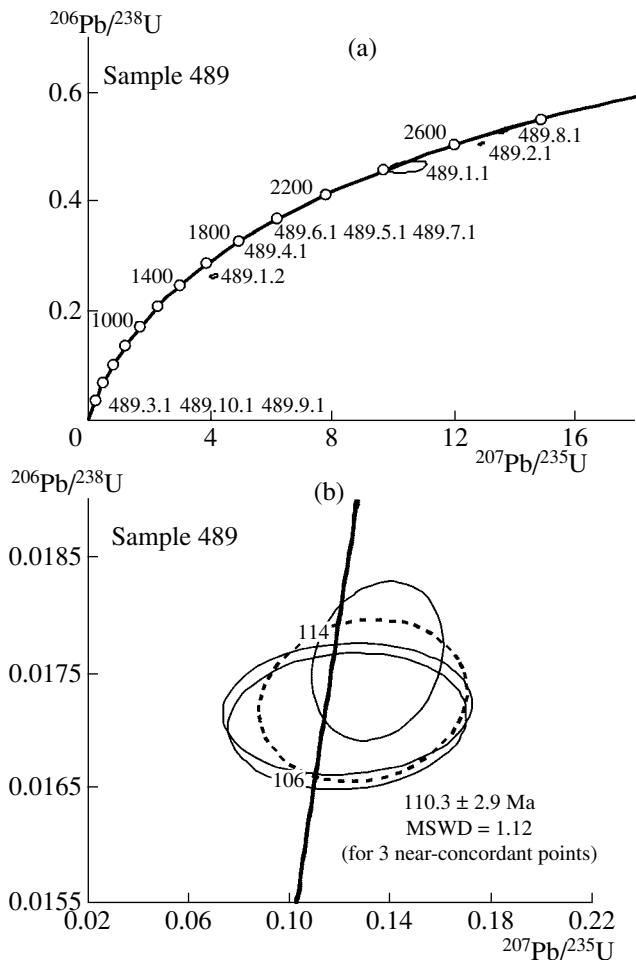 ²⁰⁶Pb/²³⁸U
(a)
Sample 489
0.6
2600
489.8.1
489.2.1
489.1.1
2200
0.4
1800
489.6.1 489.5.1 489.7.1
489.4.1
1400
489.1.2
1000
0.2
489.3.1 489.10.1 489.9.1
0 4 8 12 16
²⁰⁷Pb/²³⁵U
²⁰⁶Pb/²³⁸U
(b)
Sample 489
0.0185
114
0.0175
106
0.0165
110.3 ± 2.9 Ma
MSWD = 1.12
(for 3 near-concordant points)
0.0155
0.02 0.06 0.10 0.14 0.18 0.22
²⁰⁷Pb/²³⁵U